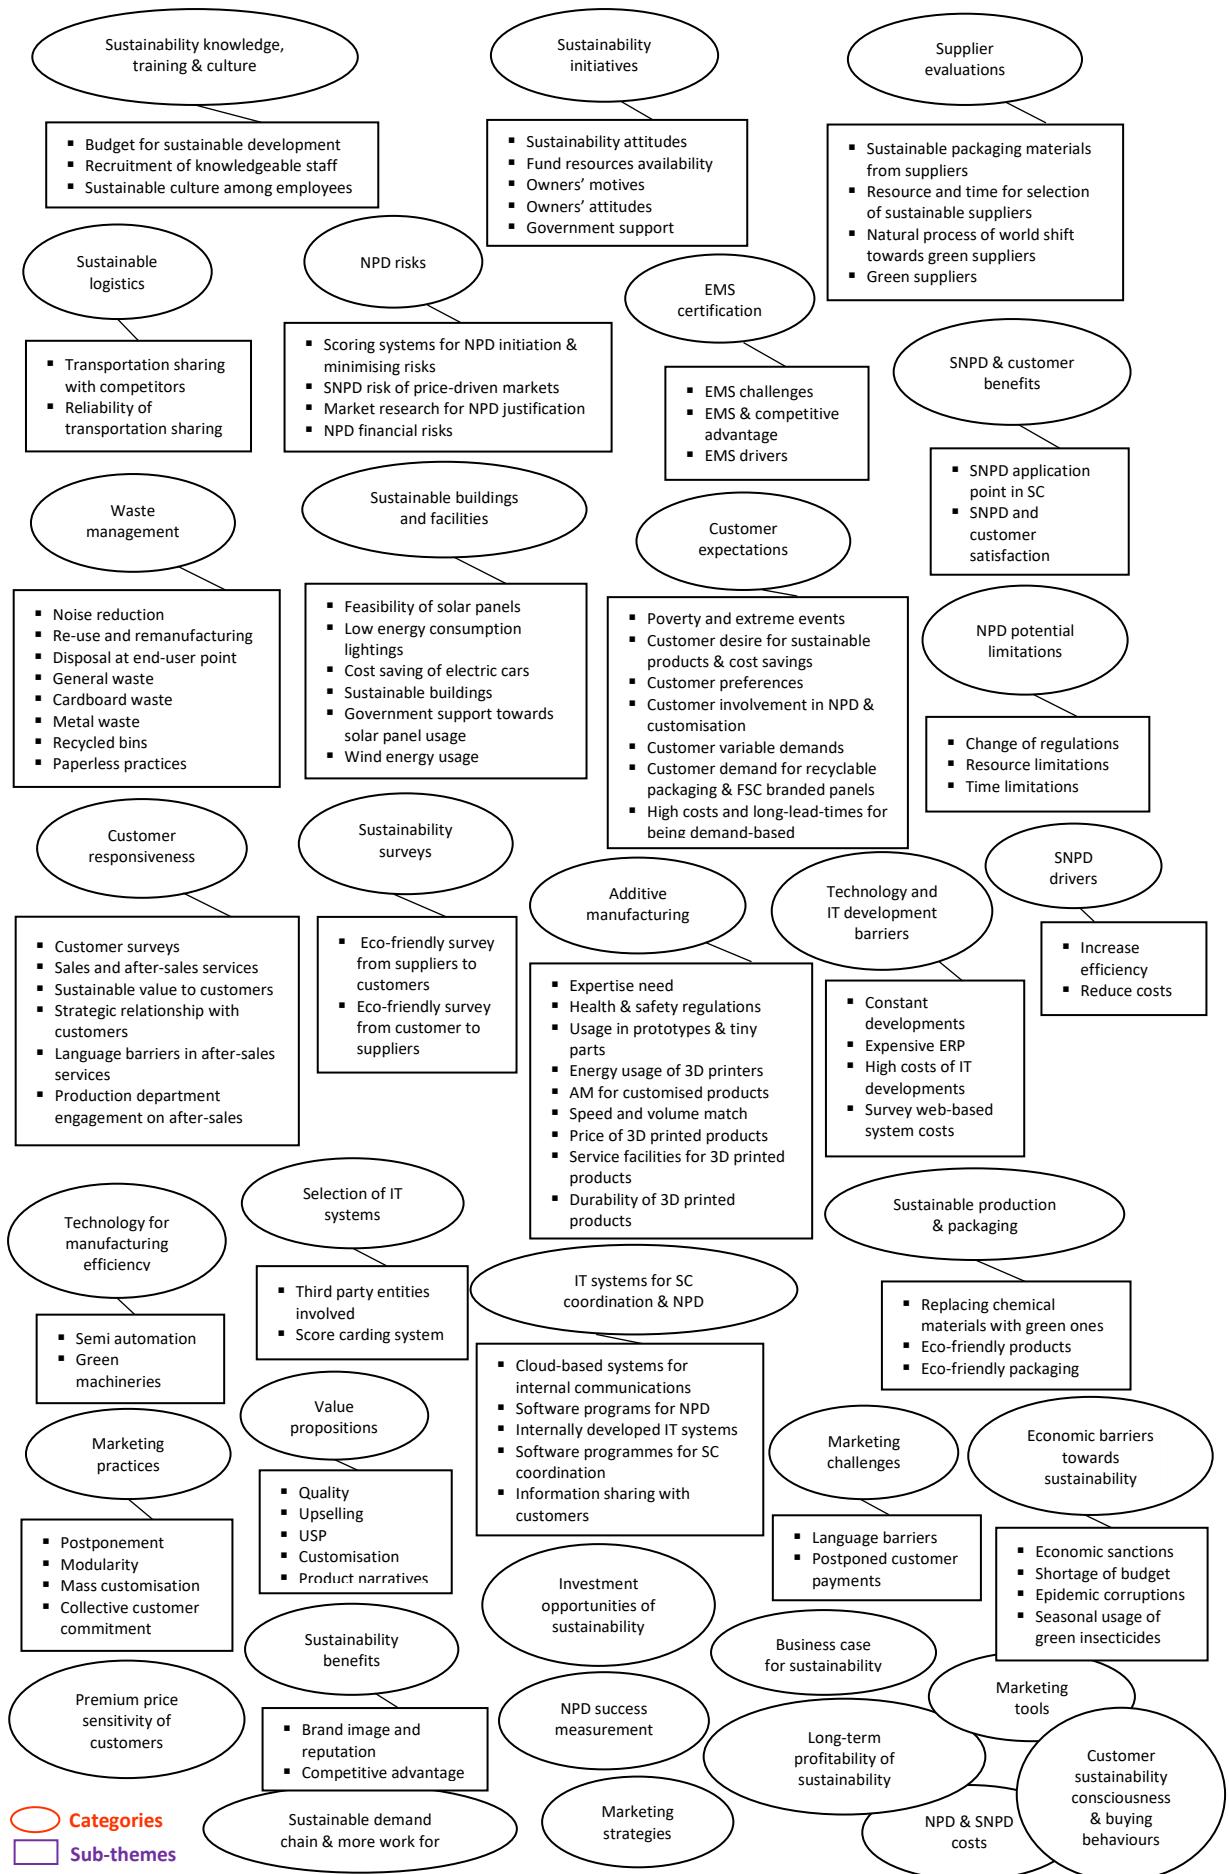 Sustainability knowledge,
training & culture
▪ Budget for sustainable development
▪ Recruitment of knowledgeable staff
▪ Sustainable culture among employees
Sustainability
initiatives
▪ Sustainability attitudes
▪ Fund resources availability
▪ Owners’ motives
▪ Owners’ attitudes
▪ Government support
Supplier
evaluations
▪ Sustainable packaging materials
from suppliers
▪ Resource and time for selection
of sustainable suppliers
▪ Natural process of world shift
towards green suppliers
▪ Green suppliers
Sustainable
logistics
▪ Transportation sharing
with competitors
▪ Reliability of
transportation sharing
NPD risks
▪ Scoring systems for NPD initiation &
minimising risks
▪ SNPD risk of price-driven markets
▪ Market research for NPD justification
▪ NPD financial risks
EMS
certification
▪ EMS challenges
▪ EMS & competitive
advantage
▪ EMS drivers
SNPD & customer
benefits
▪ SNPD application
point in SC
▪ SNPD and
customer
satisfaction
Waste
management
▪ Noise reduction
▪ Re-use and remanufacturing
▪ Disposal at end-user point
▪ General waste
▪ Cardboard waste
▪ Metal waste
▪ Recycled bins
▪ Paperless practices
Sustainable buildings
and facilities
▪ Feasibility of solar panels
▪ Low energy consumption
lightings
▪ Cost saving of electric cars
▪ Sustainable buildings
▪ Government support towards
solar panel usage
▪ Wind energy usage
Customer
expectations
▪ Poverty and extreme events
▪ Customer desire for sustainable
products & cost savings
▪ Customer preferences
▪ Customer involvement in NPD &
customisation
▪ Customer variable demands
▪ Customer demand for recyclable
packaging & FSC branded panels
▪ High costs and long-lead-times for
being demand-based
NPD potential
limitations
▪ Change of regulations
▪ Resource limitations
▪ Time limitations
Customer
responsiveness
▪ Customer surveys
▪ Sales and after-sales services
▪ Sustainable value to customers
▪ Strategic relationship with
customers
▪ Language barriers in after-sales
services
▪ Production department
engagement on after-sales
Sustainability
surveys
▪ Eco-friendly survey
from suppliers to
customers
▪ Eco-friendly survey
from customer to
suppliers
Additive
manufacturing
▪ Expertise need
▪ Health & safety regulations
▪ Usage in prototypes & tiny
parts
▪ Energy usage of 3D printers
▪ AM for customised products
▪ Speed and volume match
▪ Price of 3D printed products
▪ Service facilities for 3D printed
products
▪ Durability of 3D printed
products
Technology and
IT development
barriers
▪ Constant
developments
▪ Expensive ERP
▪ High costs of IT
developments
▪ Survey web-based
system costs
SNPD
drivers
▪ Increase
efficiency
▪ Reduce costs
Technology for
manufacturing
efficiency
▪ Semi automation
▪ Green
machineries
Selection of IT
systems
▪ Third party entities
involved
▪ Score carding system
IT systems for SC
coordination & NPD
▪ Cloud-based systems for
internal communications
▪ Software programs for NPD
▪ Internally developed IT systems
▪ Software programmes for SC
coordination
▪ Information sharing with
customers
Sustainable production
& packaging
▪ Replacing chemical
materials with green ones
▪ Eco-friendly products
▪ Eco-friendly packaging
Marketing
practices
▪ Postponement
▪ Modularity
▪ Mass customisation
▪ Collective customer
commitment
Value
propositions
▪ Quality
▪ Upselling
▪ USP
▪ Customisation
▪ Product narratives
Marketing
challenges
▪ Language barriers
▪ Postponed customer
payments
Economic barriers
towards
sustainability
▪ Economic sanctions
▪ Shortage of budget
▪ Epidemic corruptions
▪ Seasonal usage of
green insecticides
Investment
opportunities of
sustainability
Sustainability
benefits
▪ Brand image and
reputation
▪ Competitive advantage
Business case
for sustainability
Premium price
sensitivity of
customers
NPD success
measurement
Marketing
tools
Long-term
profitability of
sustainability
Customer
sustainability
consciousness
& buying
behaviours
Sustainable demand
chain & more work for
Marketing
strategies
NPD & SNPD
costs
Categories
Sub-themes